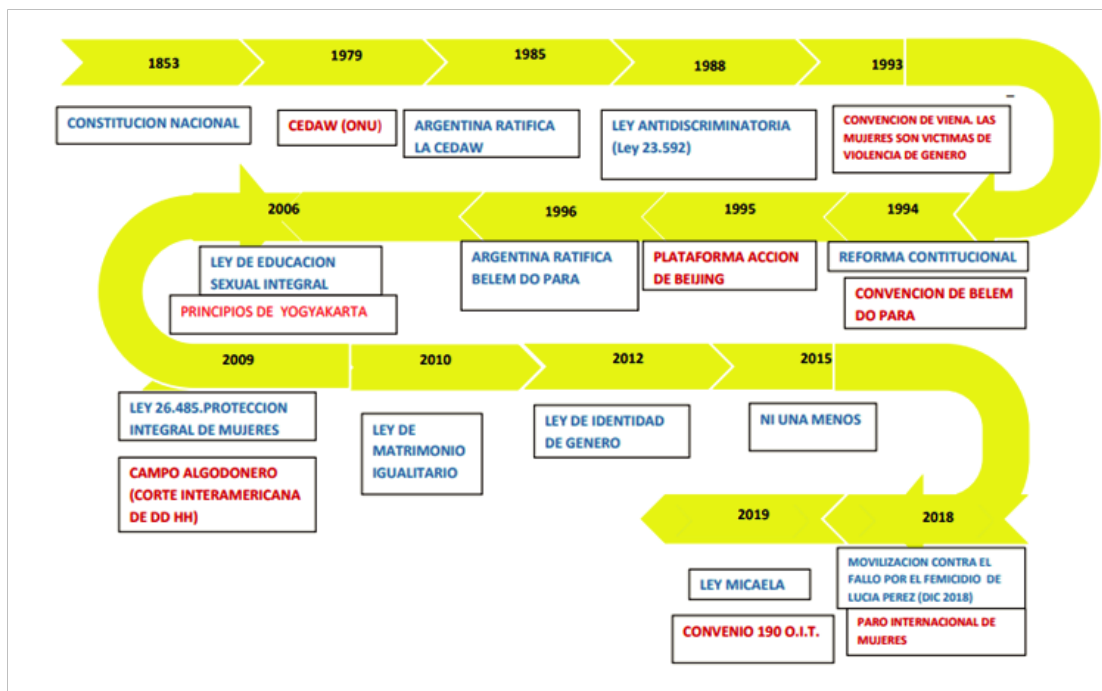 1853
1979
1985
1988
1993
CONSTITUCION NACIONAL
CEDAW (ONU)
ARGENTINA RATIFICA
LA CEDAW
LEY ANTIDISCRIMINATORIA
(Ley 23.592)
CONVENCION DE VIENA. LAS
MUJERES SON VICTIMAS DE
VIOLENCIA DE GENERO
1994
REFORMA CONTITUCIONAL
CONVENCION DE BELEM
DO PARA
1995
PLATAFORMA ACCION
DE BEIJING
1996
ARGENTINA RATIFICA
BELEM DO PARA
2006
LEY DE EDUCACION
SEXUAL INTEGRAL
PRINCIPIOS DE YOGYAKARTA
2009
LEY 26.485.PROTECCION
INTEGRAL DE MUJERES
CAMPO ALGODONERO
(CORTE INTERAMERICANA
DE DD HH)
2010
LEY DE
MATRIMONIO
IGUALITARIO
2012
LEY DE IDENTIDAD
DE GENERO
2015
NI UNA MENOS
2018
MOVILIZACION CONTRA EL
FALLO POR EL FEMICIDIO DE
LUCIA PEREZ (DIC 2018)
PARO INTERNACIONAL DE
MUJERES
2019
LEY MICAELA
CONVENIO 190 O.I.T.